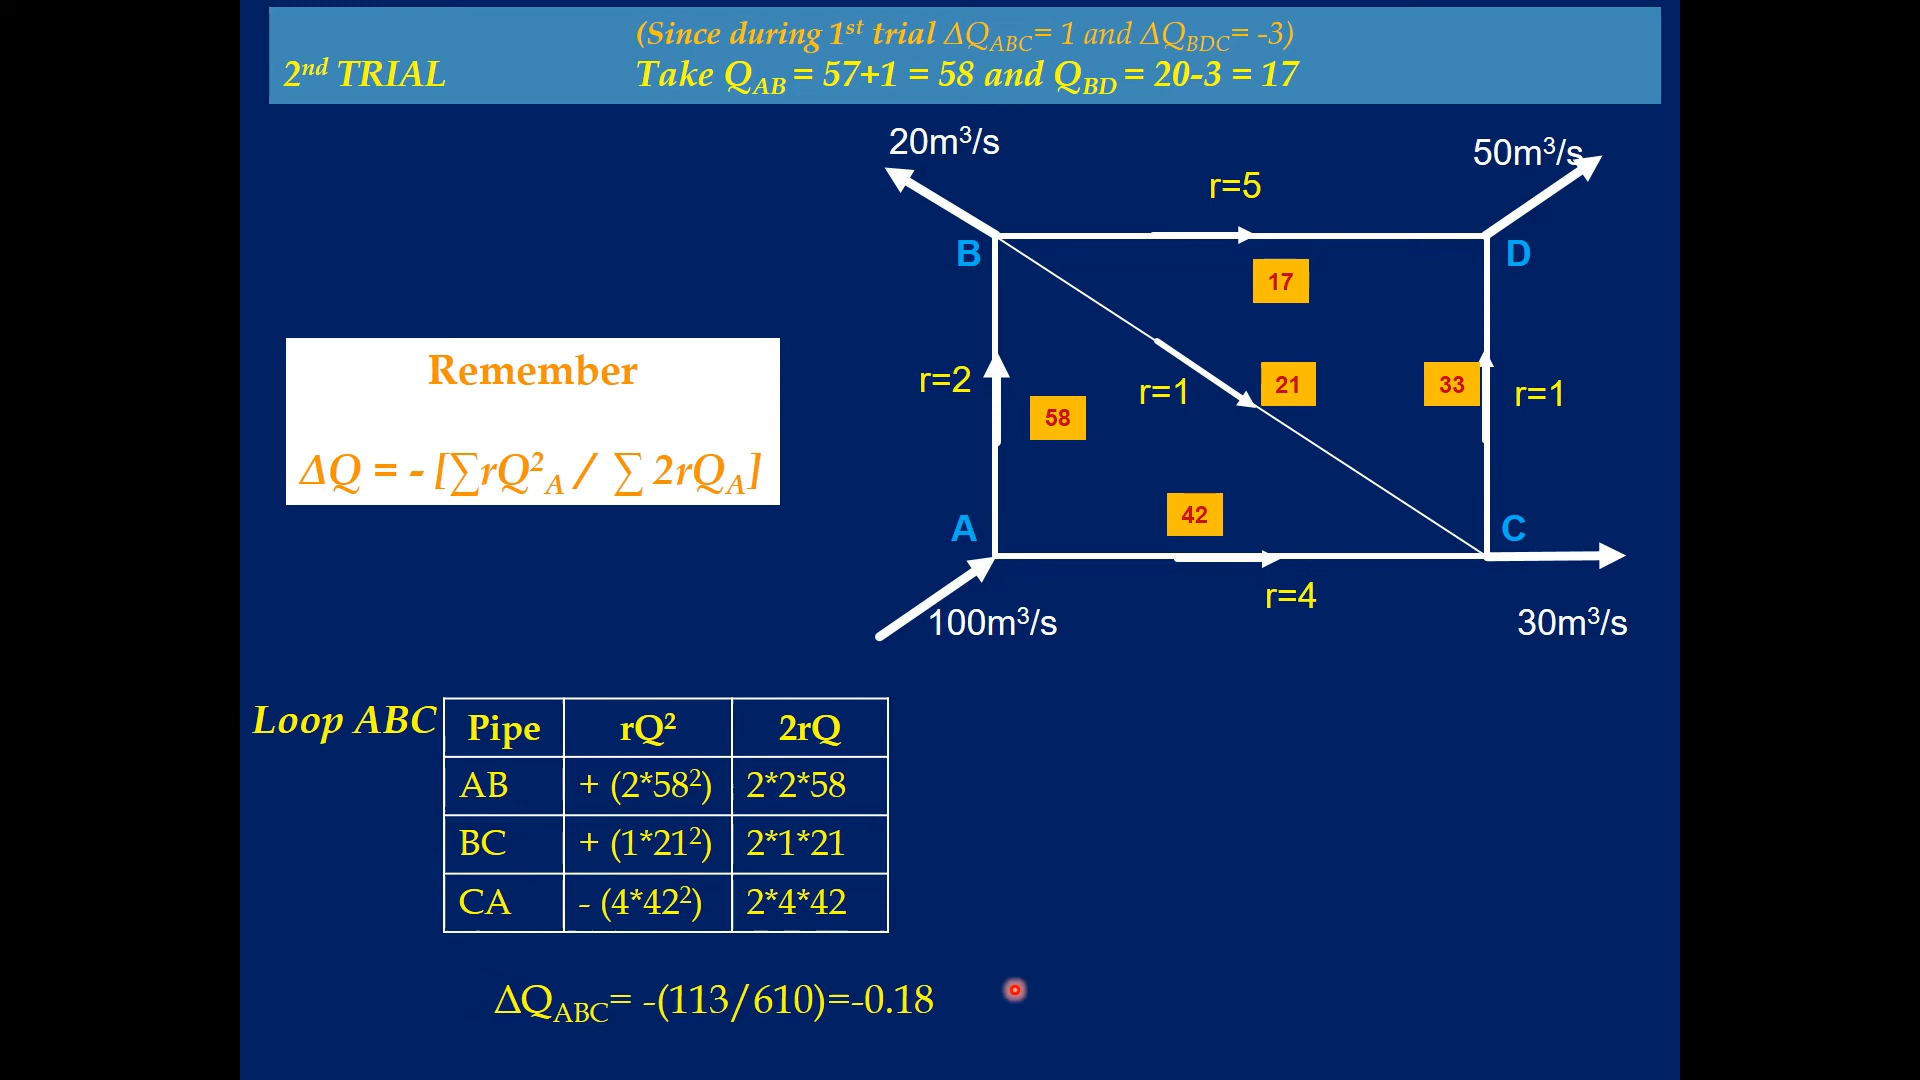 (Since during 1st trial ΔQABC= 1 and ΔQBDC= -3)
2nd TRIAL Take QAB = 57+1 = 58 and QBD = 20-3 = 17
20m³/s
50m³/s
r=5
B
D
17
Remember
r=2
r=1
21
33
r=1
58
ΔQ = - [∑rQ²A / ∑ 2rQA]
42
A
C
r=4
100m³/s
30m³/s
Loop ABC
Pipe rQ² 2rQ
AB + (2*58²) 2*2*58
BC + (1*21²) 2*1*21
CA - (4*42²) 2*4*42
ΔQABC= -(113/610)=-0.18